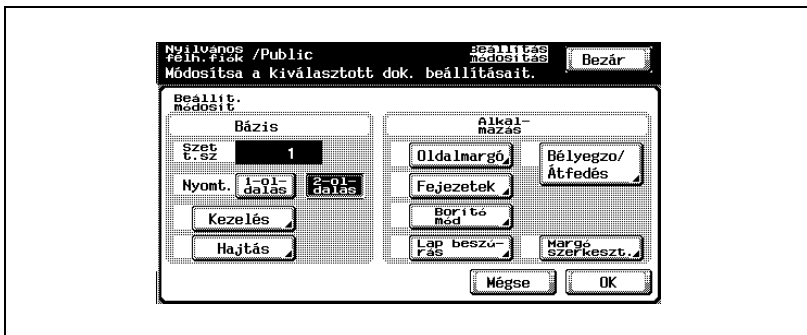 Nyilvános
félh.fiók /Public
Beállítás
módosítás
Bezár
Módosítsa a kiválasztott dok. beállításait.
Beállít.
módosít
Bázis
Alkal-
mazás
Szet
t.sz 1
Oldalmargó
Bélyegzo/
Átfedés
Nyomt.
1-ol-
dalas
2-ol-
dalas
Fejezetek
Kezelés
Borító
mód
Hajtás
Lap beszú-
rás
Margó
szerkeszt.
Mégse
OK